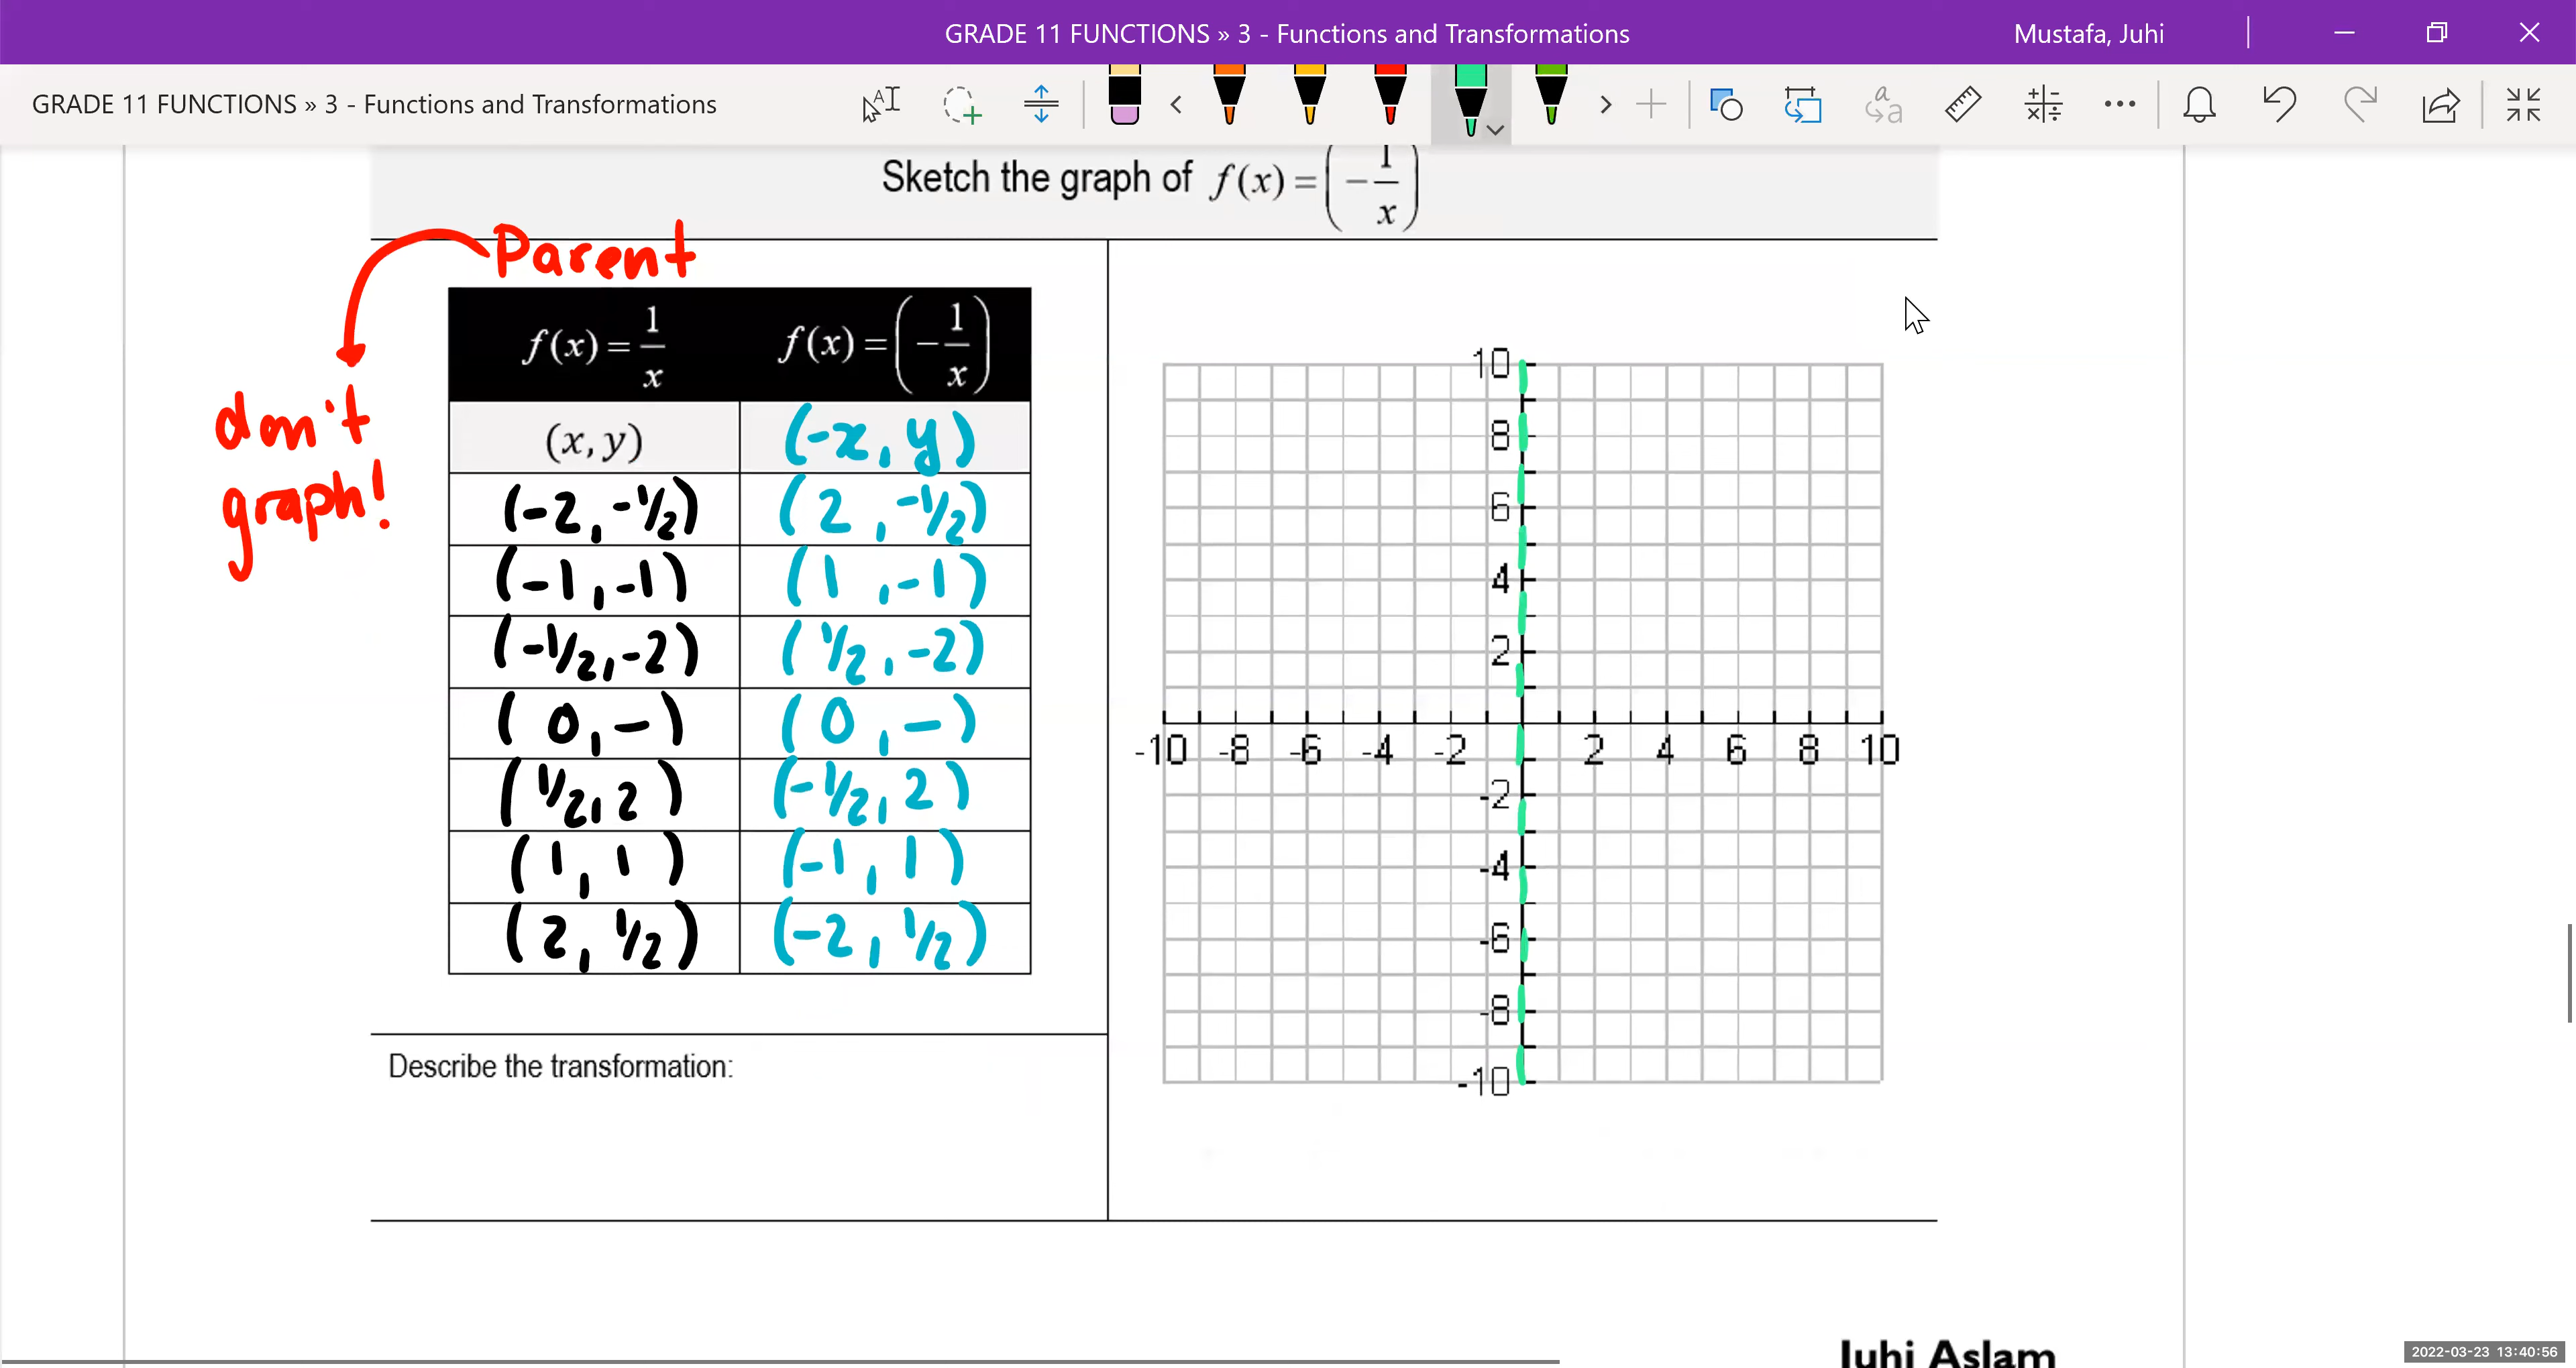 GRADE 11 FUNCTIONS » 3 - Functions and Transformations
Mustafa, Juhi
GRADE 11 FUNCTIONS » 3 - Functions and Transformations
Sketch the graph of f(x) = (-1/x)
Parent
don't
graph!
f(x) = 1/x f(x) = (-1/x)
(x, y) (-x, y)
(-2, -1/2) (2, -1/2)
(-1, -1) (1, -1)
(-1/2, -2) (1/2, -2)
(0, -) (0, -)
(1/2, 2) (-1/2, 2)
(1, 1) (-1, 1)
(2, 1/2) (-2, 1/2)
Describe the transformation:
10
8
6
4
2
-10 -8 -6 -4 -2 2 4 6 8 10
-2
-4
-6
-8
-10
Juhi Aslam
2022-03-23 13:40:56